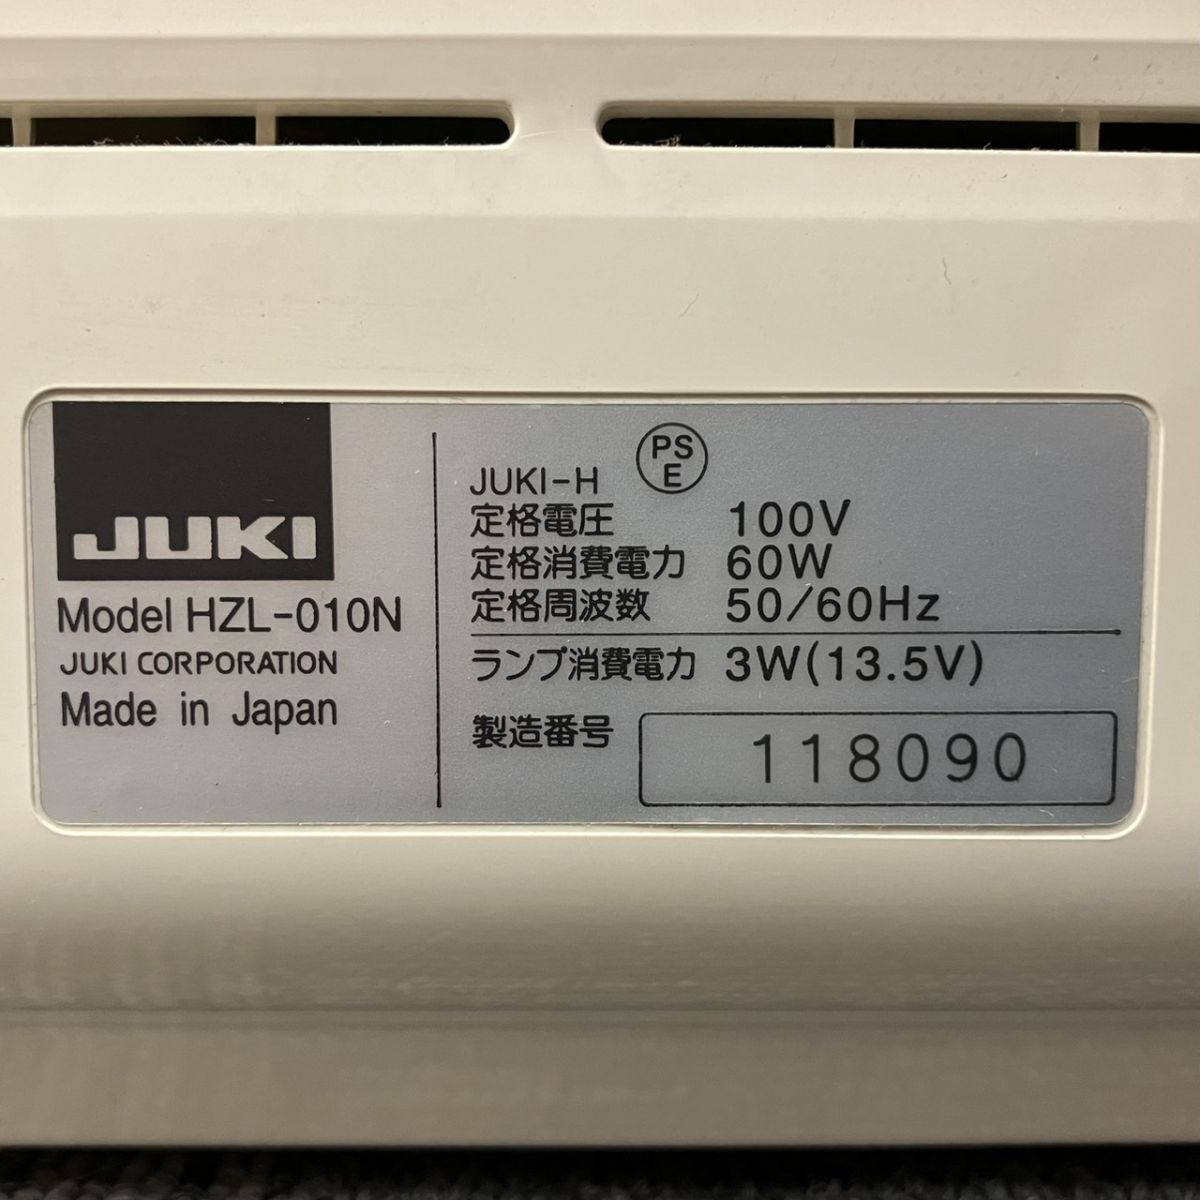 JUKI
Model HZL-010N
JUKI CORPORATION
Made in Japan
PS
E
JUKI-H
定格電圧 100V
定格消費電力 60W
定格周波数 50/60Hz
ランプ消費電力 3W(13.5V)
製造番号 118090